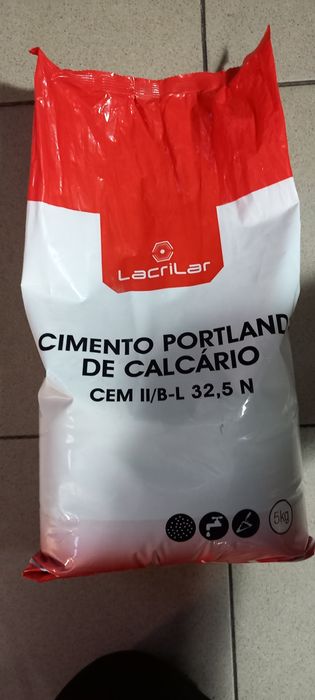 LacriLar
CIMENTO PORTLAND
DE CALCÁRIO
CEM II/B-L 32,5 N
5kg